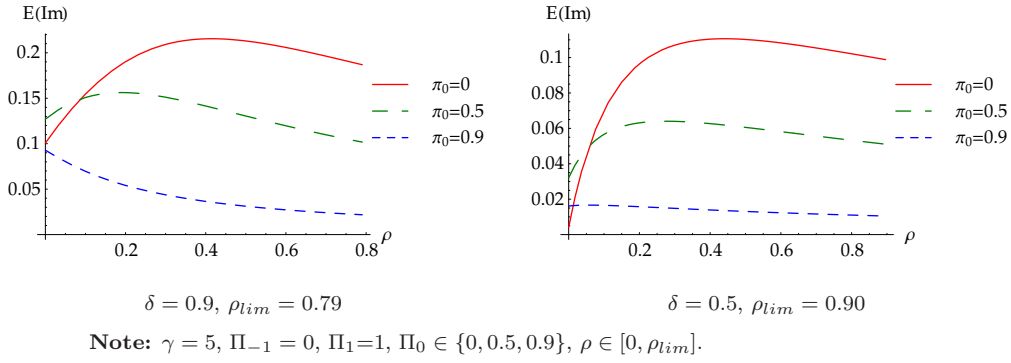 E(Im)
0.2
0.15
0.1
0.05
0.2 0.4 0.6 0.8 ρ
π₀=0
π₀=0.5
π₀=0.9
δ = 0.9, ρ_lim = 0.79
E(Im)
0.1
0.08
0.06
0.04
0.02
0.2 0.4 0.6 0.8 ρ
π₀=0
π₀=0.5
π₀=0.9
δ = 0.5, ρ_lim = 0.90
Note: γ = 5, Π₋₁ = 0, Π₁=1, Π₀ ∈ {0, 0.5, 0.9}, ρ ∈ [0, ρ_lim].